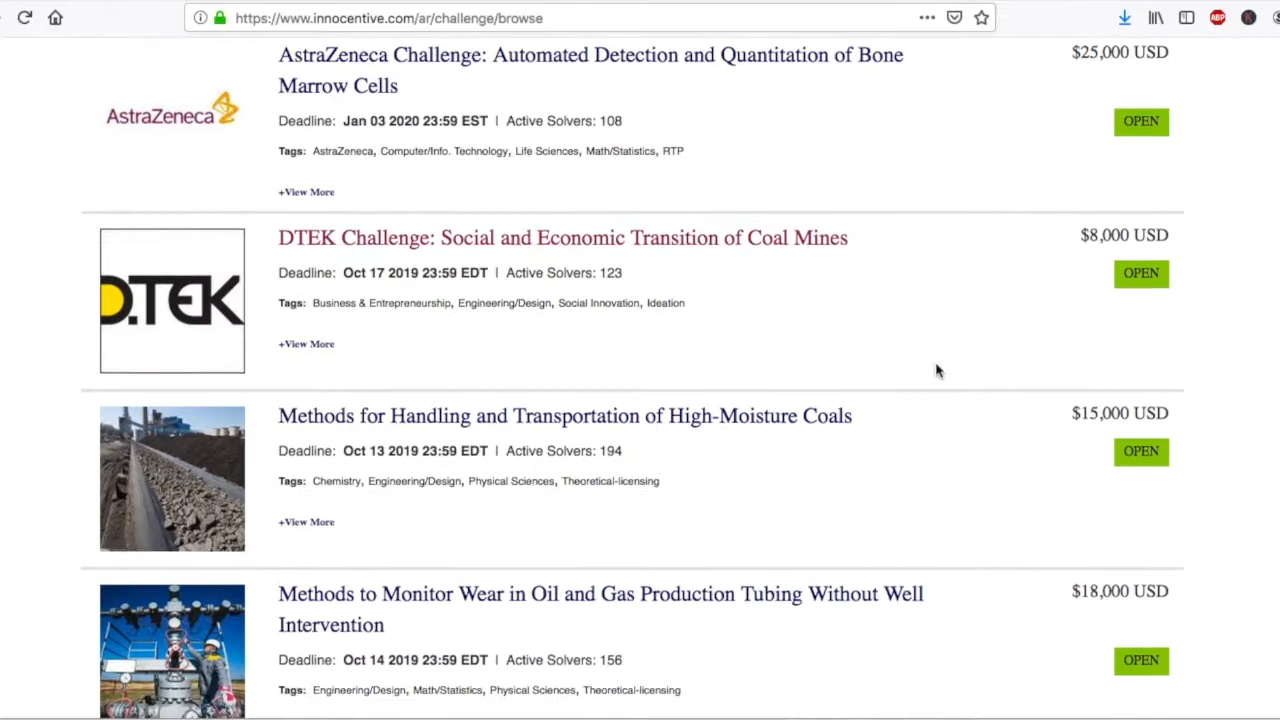 https://www.innocentive.com/ar/challenge/browse
ABP
K
AstraZeneca Challenge: Automated Detection and Quantitation of Bone
Marrow Cells
$25,000 USD
AstraZeneca
Deadline: Jan 03 2020 23:59 EST | Active Solvers: 108
OPEN
Tags: AstraZeneca, Computer/Info. Technology, Life Sciences, Math/Statistics, RTP
+View More
DTEK Challenge: Social and Economic Transition of Coal Mines
$8,000 USD
D.TEK
Deadline: Oct 17 2019 23:59 EDT | Active Solvers: 123
OPEN
Tags: Business & Entrepreneurship, Engineering/Design, Social Innovation, Ideation
+View More
Methods for Handling and Transportation of High-Moisture Coals
$15,000 USD
Deadline: Oct 13 2019 23:59 EDT | Active Solvers: 194
OPEN
Tags: Chemistry, Engineering/Design, Physical Sciences, Theoretical-licensing
+View More
Methods to Monitor Wear in Oil and Gas Production Tubing Without Well
Intervention
$18,000 USD
Deadline: Oct 14 2019 23:59 EDT | Active Solvers: 156
OPEN
Tags: Engineering/Design, Math/Statistics, Physical Sciences, Theoretical-licensing